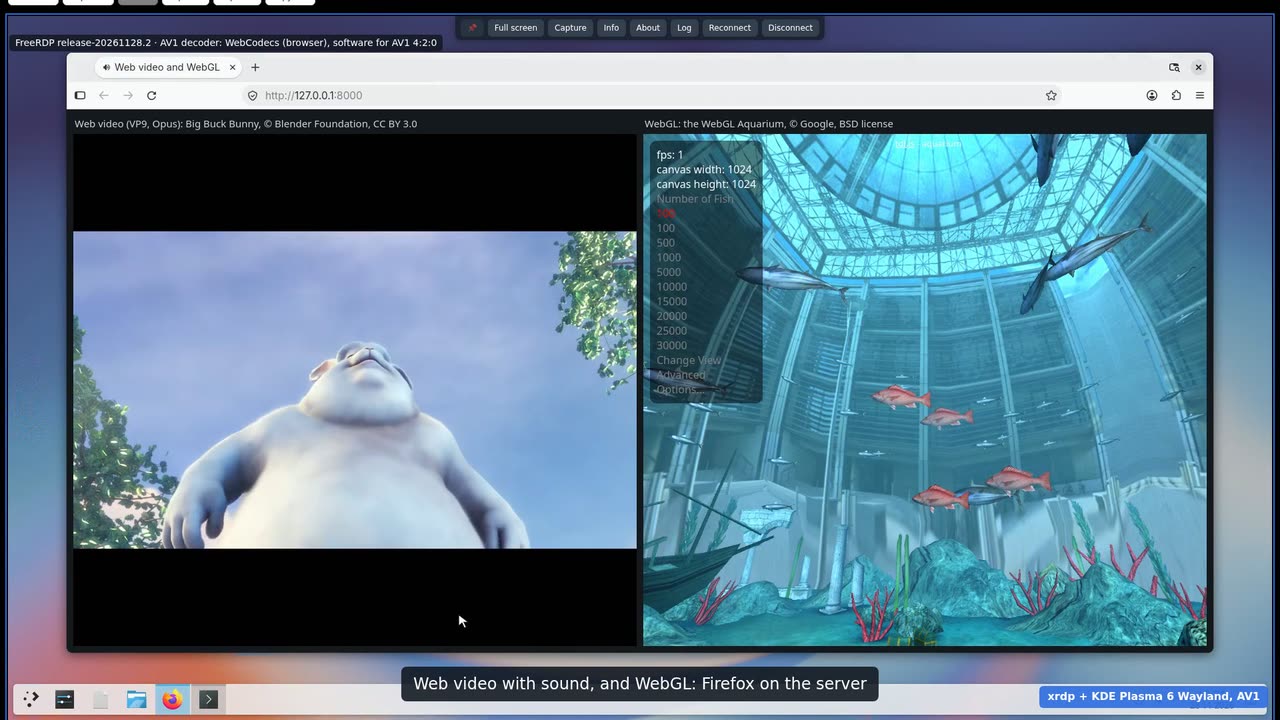 Full screen
Capture
Info
About
Log
Reconnect
Disconnect
FreeRDP release-20261128.2 · AV1 decoder: WebCodecs (browser), software for AV1 4:2:0
Web video and WebGL
http://127.0.0.1:8000
Web video (VP9, Opus): Big Buck Bunny, © Blender Foundation, CC BY 3.0
WebGL: the WebGL Aquarium, © Google, BSD license
fps: 1
canvas width: 1024
canvas height: 1024
Number of Fish
100
500
1000
5000
10000
15000
20000
25000
30000
Change View
Advanced
Options...
Web video with sound, and WebGL: Firefox on the server
xrdp + KDE Plasma 6 Wayland, AV1